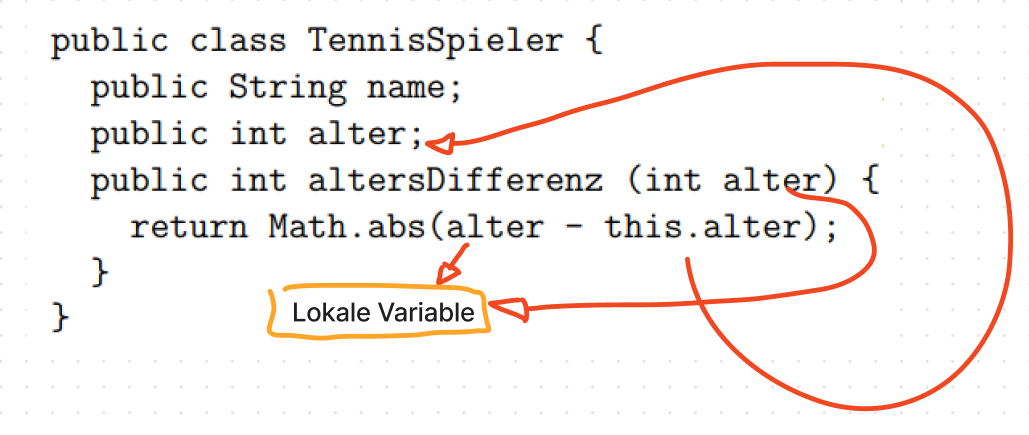 public class TennisSpieler {
public String name;
public int alter;
public int altersDifferenz (int alter) {
return Math.abs(alter - this.alter);
}
}
Lokale Variable